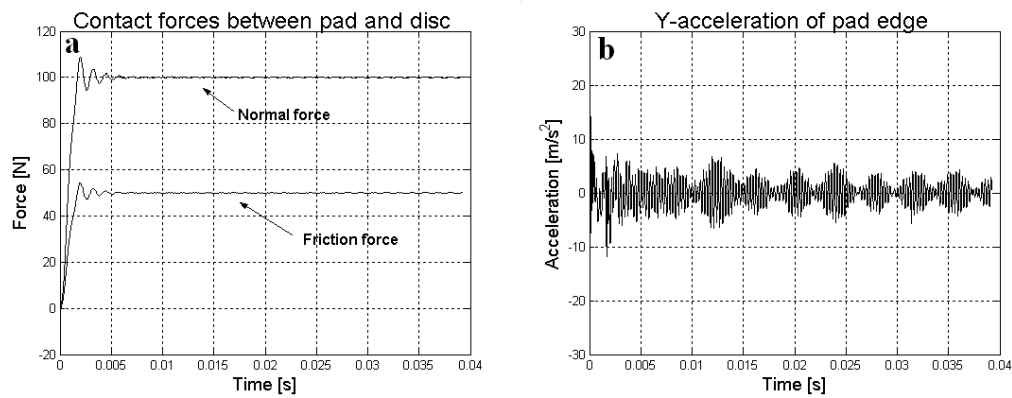 Contact forces between pad and disc
a
120
100
80
60
40
20
0
-20
Force [N]
Normal force
Friction force
0 0.005 0.01 0.015 0.02 0.025 0.03 0.035 0.04
Time [s]
Y-acceleration of pad edge
b
30
20
10
0
-10
-20
-30
Acceleration [m/s²]
0 0.005 0.01 0.015 0.02 0.025 0.03 0.035 0.04
Time [s]